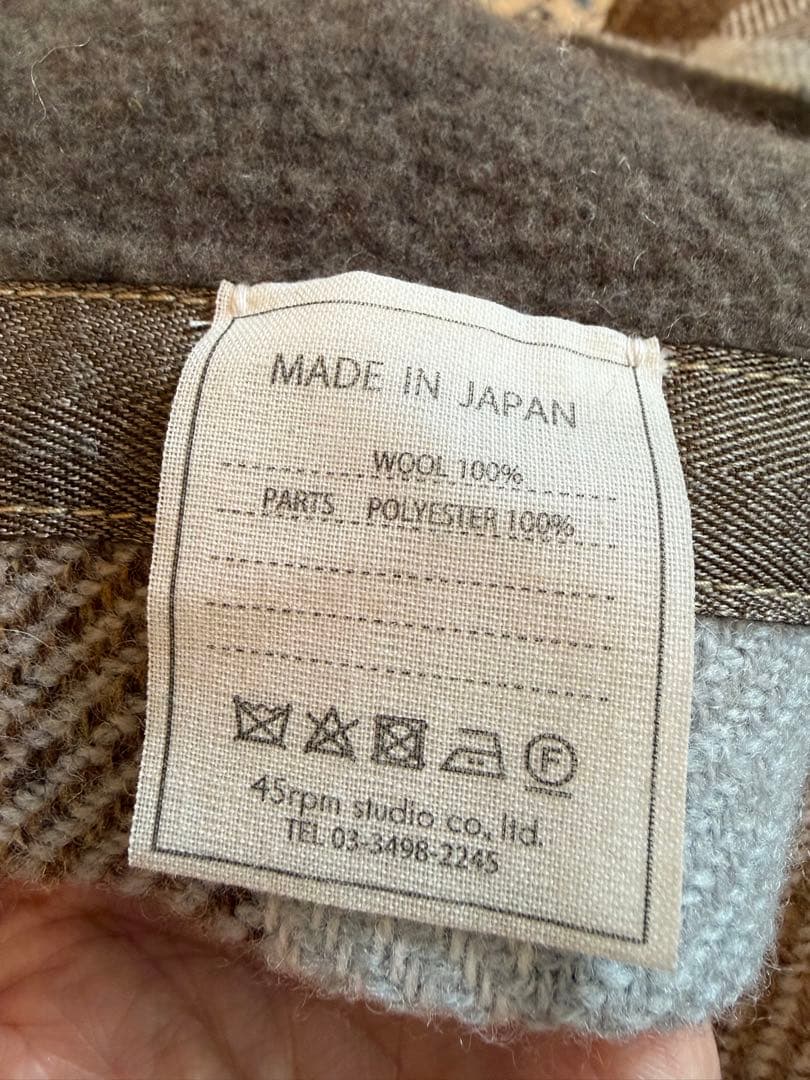 MADE IN JAPAN
WOOL 100%
PARTS POLYESTER 100%
F
45rpm studio co., ltd.
TEL 03-3498-2245